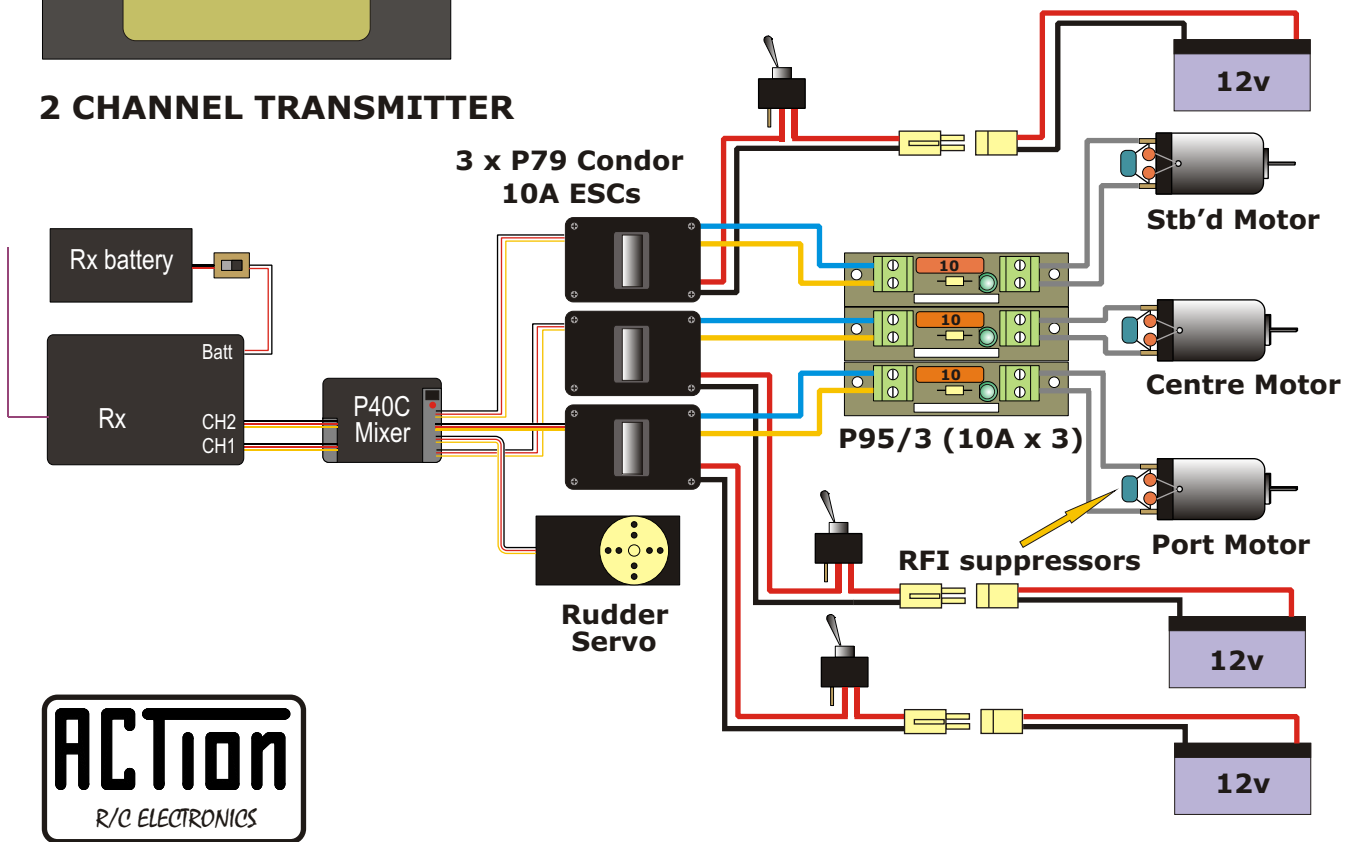 2 CHANNEL TRANSMITTER
12v
3 x P79 Condor
10A ESCs
Stb'd Motor
Rx battery
10
Batt
10
Centre Motor
10
Rx
CH2
CH1
P40C
Mixer
P95/3 (10A x 3)
RFI suppressors
Port Motor
Rudder
Servo
12v
12v
ACTion
R/C ELECTRONICS